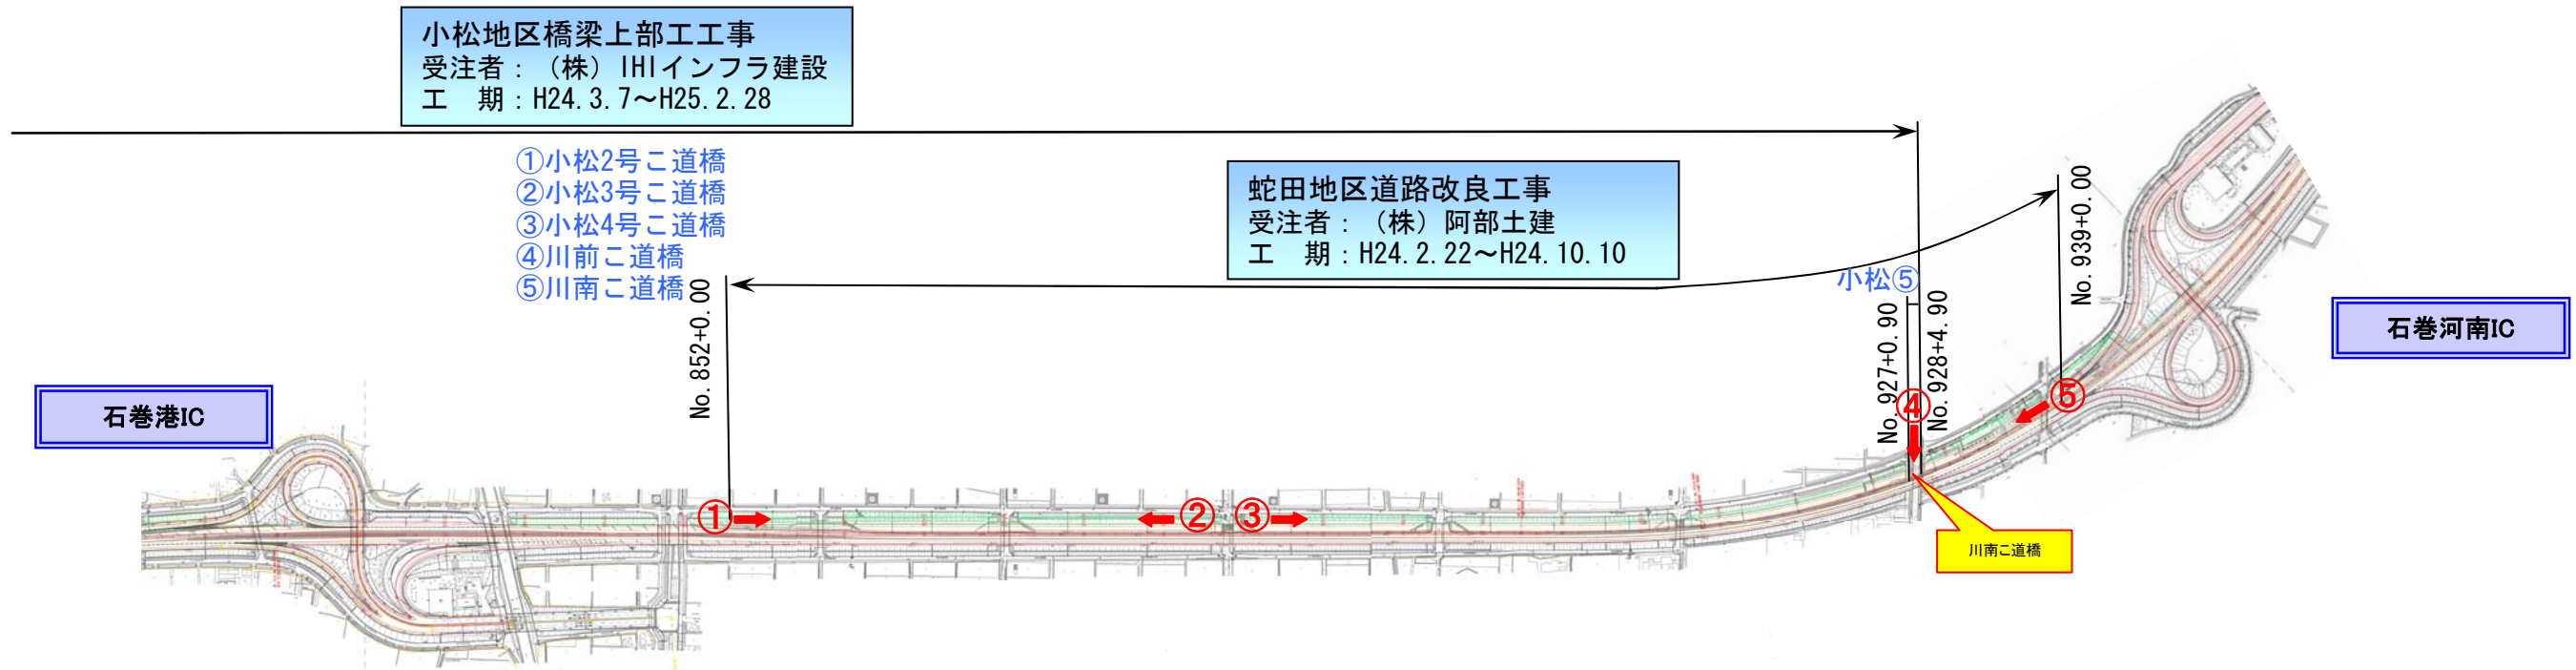 小松地区橋梁上部工工事
受注者：（株）IHIインフラ建設
工　期：H24.3.7～H25.2.28
①小松2号こ道橋
②小松3号こ道橋
③小松4号こ道橋
④川前こ道橋
⑤川南こ道橋
蛇田地区道路改良工事
受注者：（株）阿部土建
工　期：H24.2.22～H24.10.10
小松⑤
No.852+0.00
No.927+0.90
No.928+4.90
No.939+0.00
石巻港IC
石巻河南IC
①
②
③
④
⑤
川南こ道橋